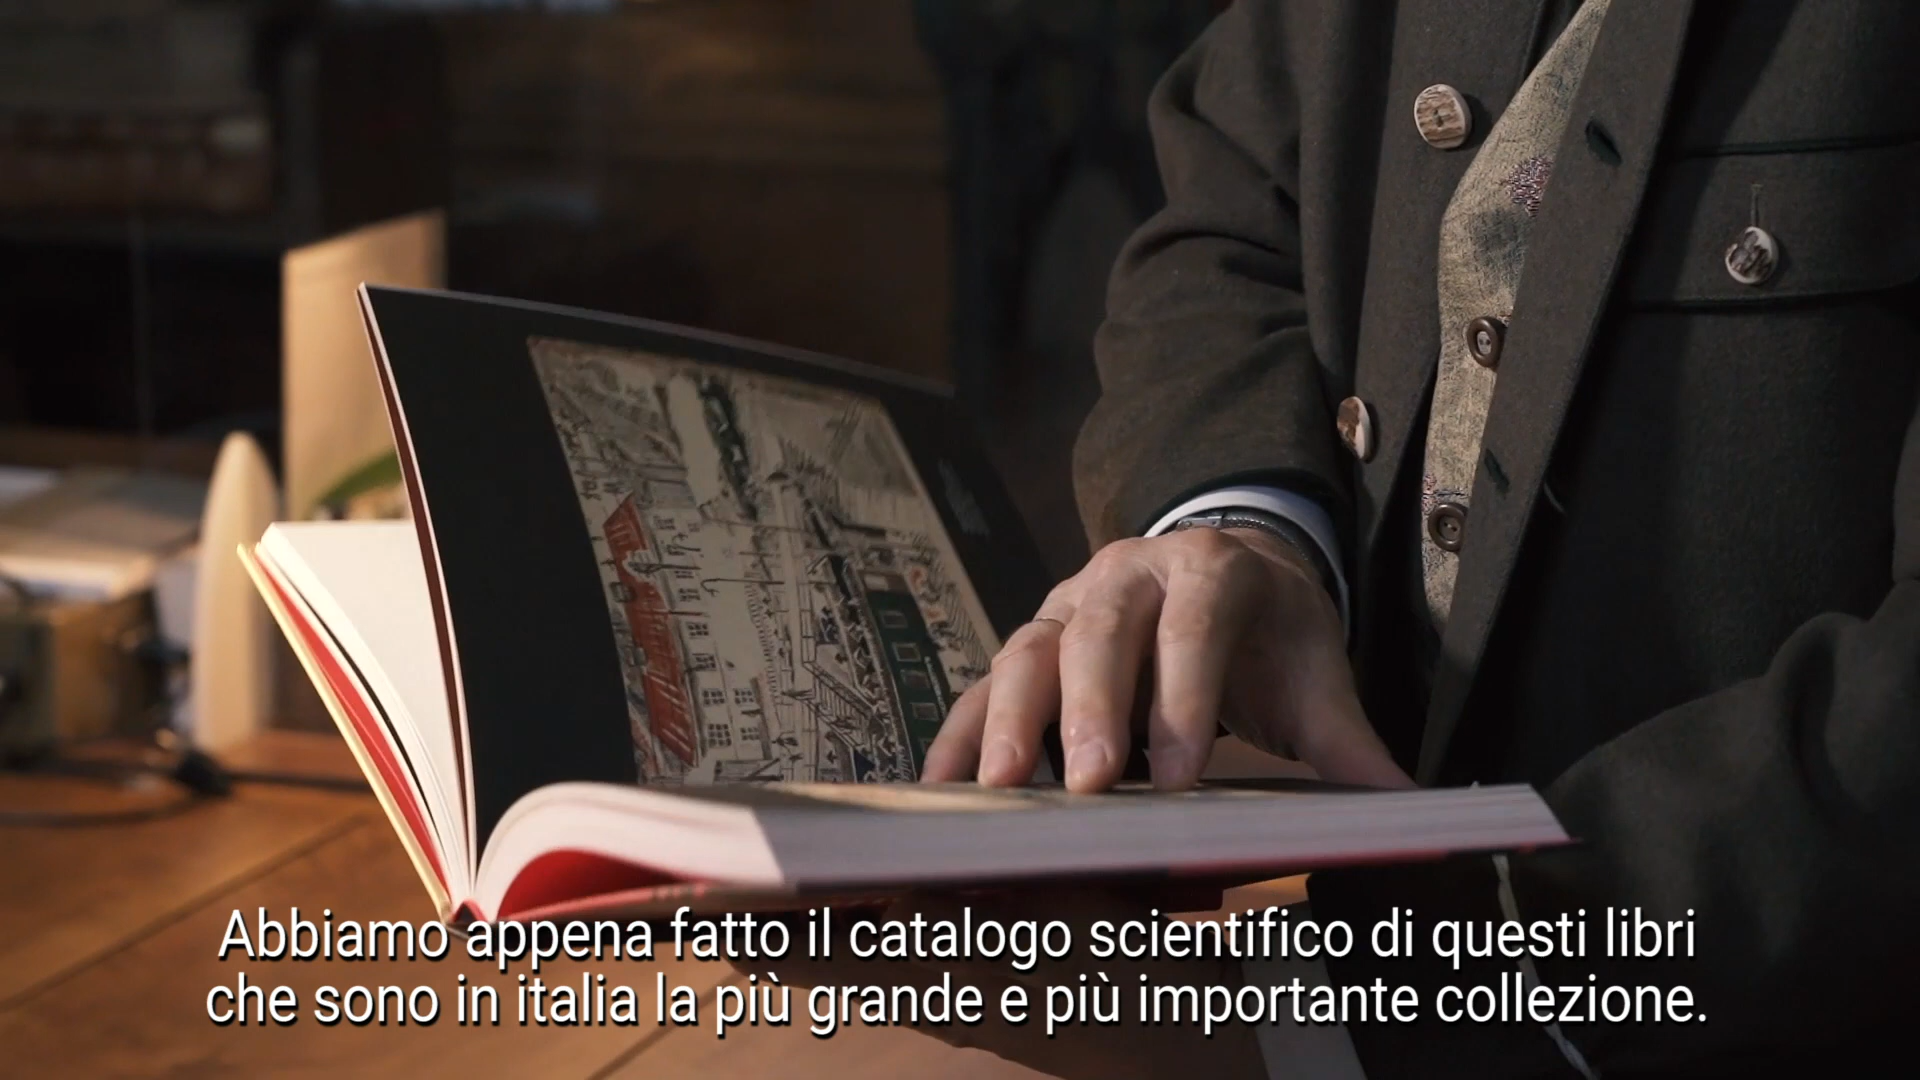 Abbiamo appena fatto il catalogo scientifico di questi libri
che sono in italia la più grande e più importante collezione.